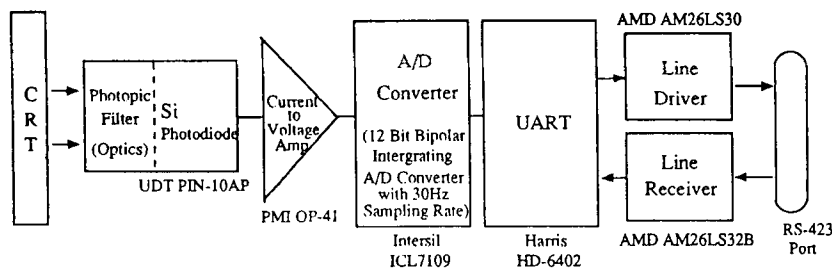 CRT
Photopic
Filter
(Optics)
Si
Photodiode
UDT PIN-10AP
Current
to
Voltage
Amp
PMI OP-41
A/D
Converter
(12 Bit Bipolar
Intergrating
A/D Converter
with 30Hz
Sampling Rate)
Intersil
ICL7109
UART
Harris
HD-6402
AMD AM26LS30
Line
Driver
Line
Receiver
AMD AM26LS32B
RS-423
Port